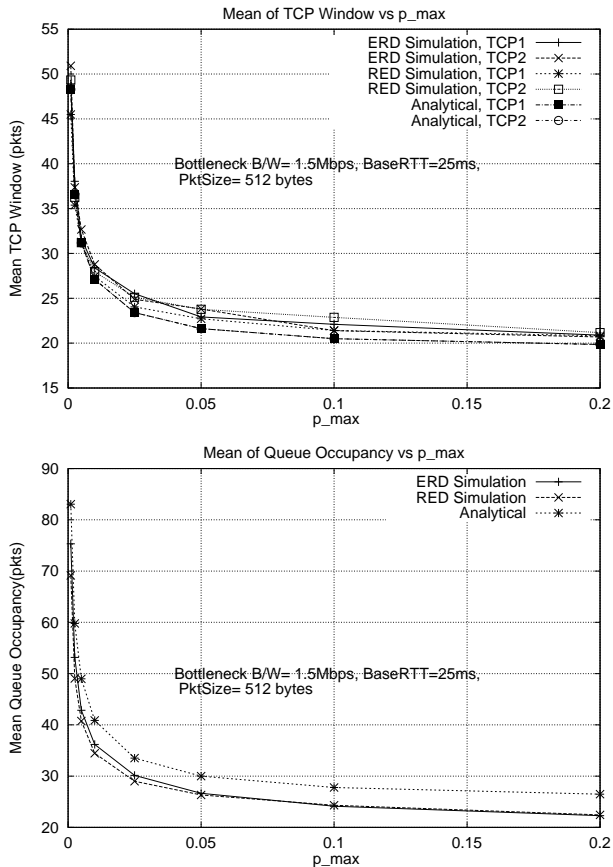 Mean of TCP Window vs p_max
ERD Simulation, TCP1
ERD Simulation, TCP2
RED Simulation, TCP1
RED Simulation, TCP2
Analytical, TCP1
Analytical, TCP2
Bottleneck B/W= 1.5Mbps, BaseRTT=25ms,
PktSize= 512 bytes
Mean TCP Window (pkts)
55
50
45
40
35
30
25
20
15
0
0.05
0.1
0.15
0.2
p_max
Mean of Queue Occupancy vs p_max
ERD Simulation
RED Simulation
Analytical
Bottleneck B/W= 1.5Mbps, BaseRTT=25ms,
PktSize= 512 bytes
Mean Queue Occupancy(pkts)
90
80
70
60
50
40
30
20
0
0.05
0.1
0.15
0.2
p_max